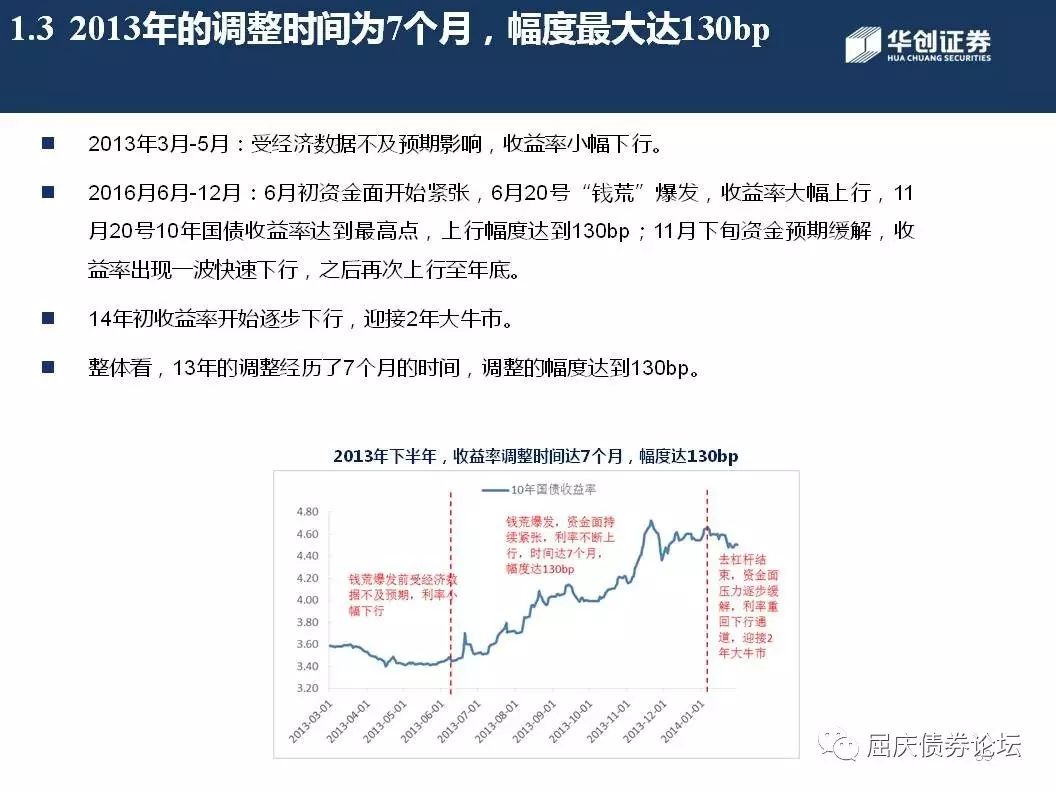 1.3 2013年的调整时间为7个月，幅度最大达130bp
华创证券
HUA CHUANG SECURITIES
2013年3月-5月：受经济数据不及预期影响，收益率小幅下行。
2016月6月-12月：6月初资金面开始紧张，6月20号“钱荒”爆发，收益率大幅上行，11
月20号10年国债收益率达到最高点，上行幅度达到130bp；11月下旬资金预期缓解，收
益率出现一波快速下行，之后再次上行至年底。
14年初收益率开始逐步下行，迎接2年大牛市。
整体看，13年的调整经历了7个月的时间，调整的幅度达到130bp。
2013年下半年，收益率调整时间达7个月，幅度达130bp
10年国债收益率
4.80
4.60
4.40
4.20
4.00
3.80
3.60
3.40
3.20
钱荒爆发前受经济数
据不及预期，利率小
幅下行
钱荒爆发，资金面持
续紧张，利率不断上
行，时间达7个月，
幅度达130bp
去杠杆结
束，资金面
压力逐步缓
解，利率重
回下行通
道，迎接2
年大牛市
2013-03-01
2013-04-01
2013-05-01
2013-06-01
2013-07-01
2013-08-01
2013-09-01
2013-10-01
2013-11-01
2013-12-01
2014-01-01
屈庆债券论坛